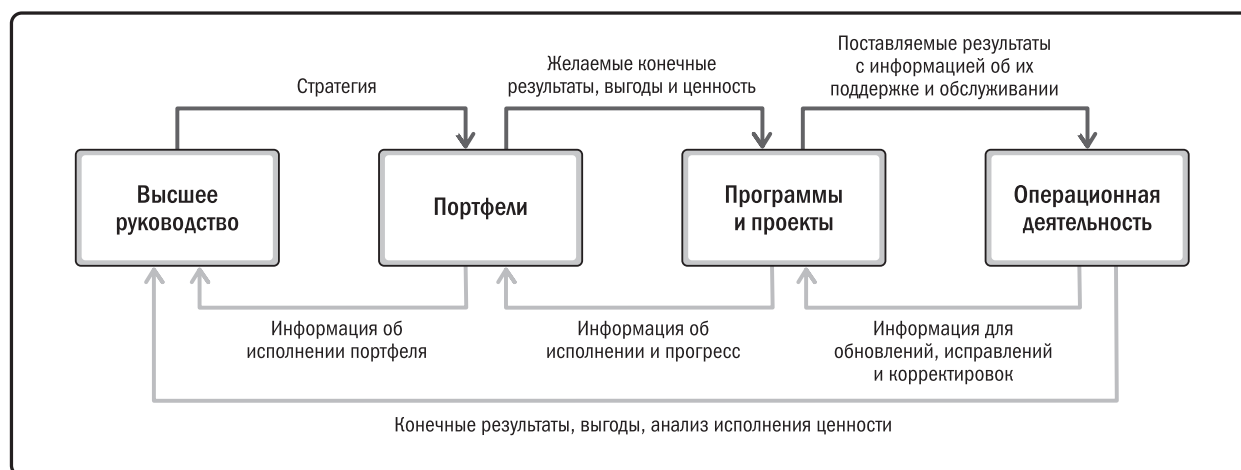 Стратегия
Желаемые конечные
результаты, выгоды и ценность
Поставляемые результаты
с информацией об их
поддержке и обслуживании
Высшее
руководство
Портфели
Программы
и проекты
Операционная
деятельность
Информация об
исполнении портфеля
Информация об
исполнении и прогресс
Информация для
обновлений, исправлений
и корректировок
Конечные результаты, выгоды, анализ исполнения ценности